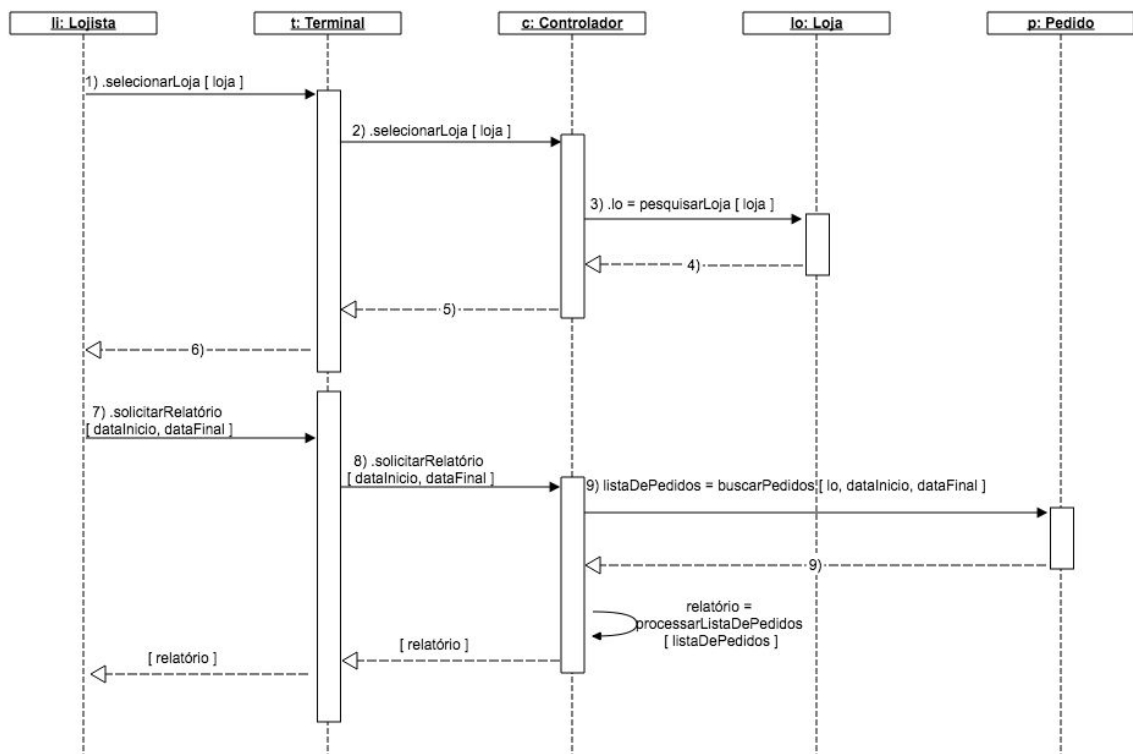 li: Lojista
t: Terminal
c: Controlador
lo: Loja
p: Pedido
1) .selecionarLoja [ loja ]
2) .selecionarLoja [ loja ]
3) .lo = pesquisarLoja [ loja ]
4)
5)
6)
7) .solicitarRelatório
[ dataInicio, dataFinal ]
8) .solicitarRelatório
[ dataInicio, dataFinal ]
9) listaDePedidos = buscarPedidos [ lo, dataInicio, dataFinal ]
9)
relatório =
processarListaDePedidos
[ listaDePedidos ]
[ relatório ]
[ relatório ]